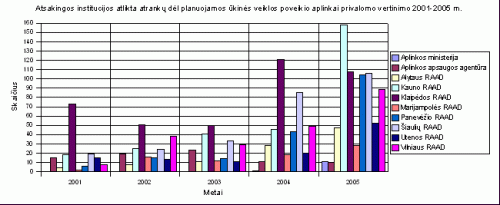 Atsakingos institucijos atlikta atrankų dėl planuojamos ūkinės veiklos poveikio aplinkai privalomo vertinimo 2001-2005 m.
160
150
140
130
120
110
100
90
80
70
60
50
40
30
20
10
0
Skaičius
2001
2002
2003
2004
2005
Metai
Aplinkos ministerija
Aplinkos apsaugos agentūra
Alytaus RAAD
Kauno RAAD
Klaipėdos RAAD
Marijampolės RAAD
Panevėžio RAAD
Šiaulių RAAD
Utenos RAAD
Vilniaus RAAD